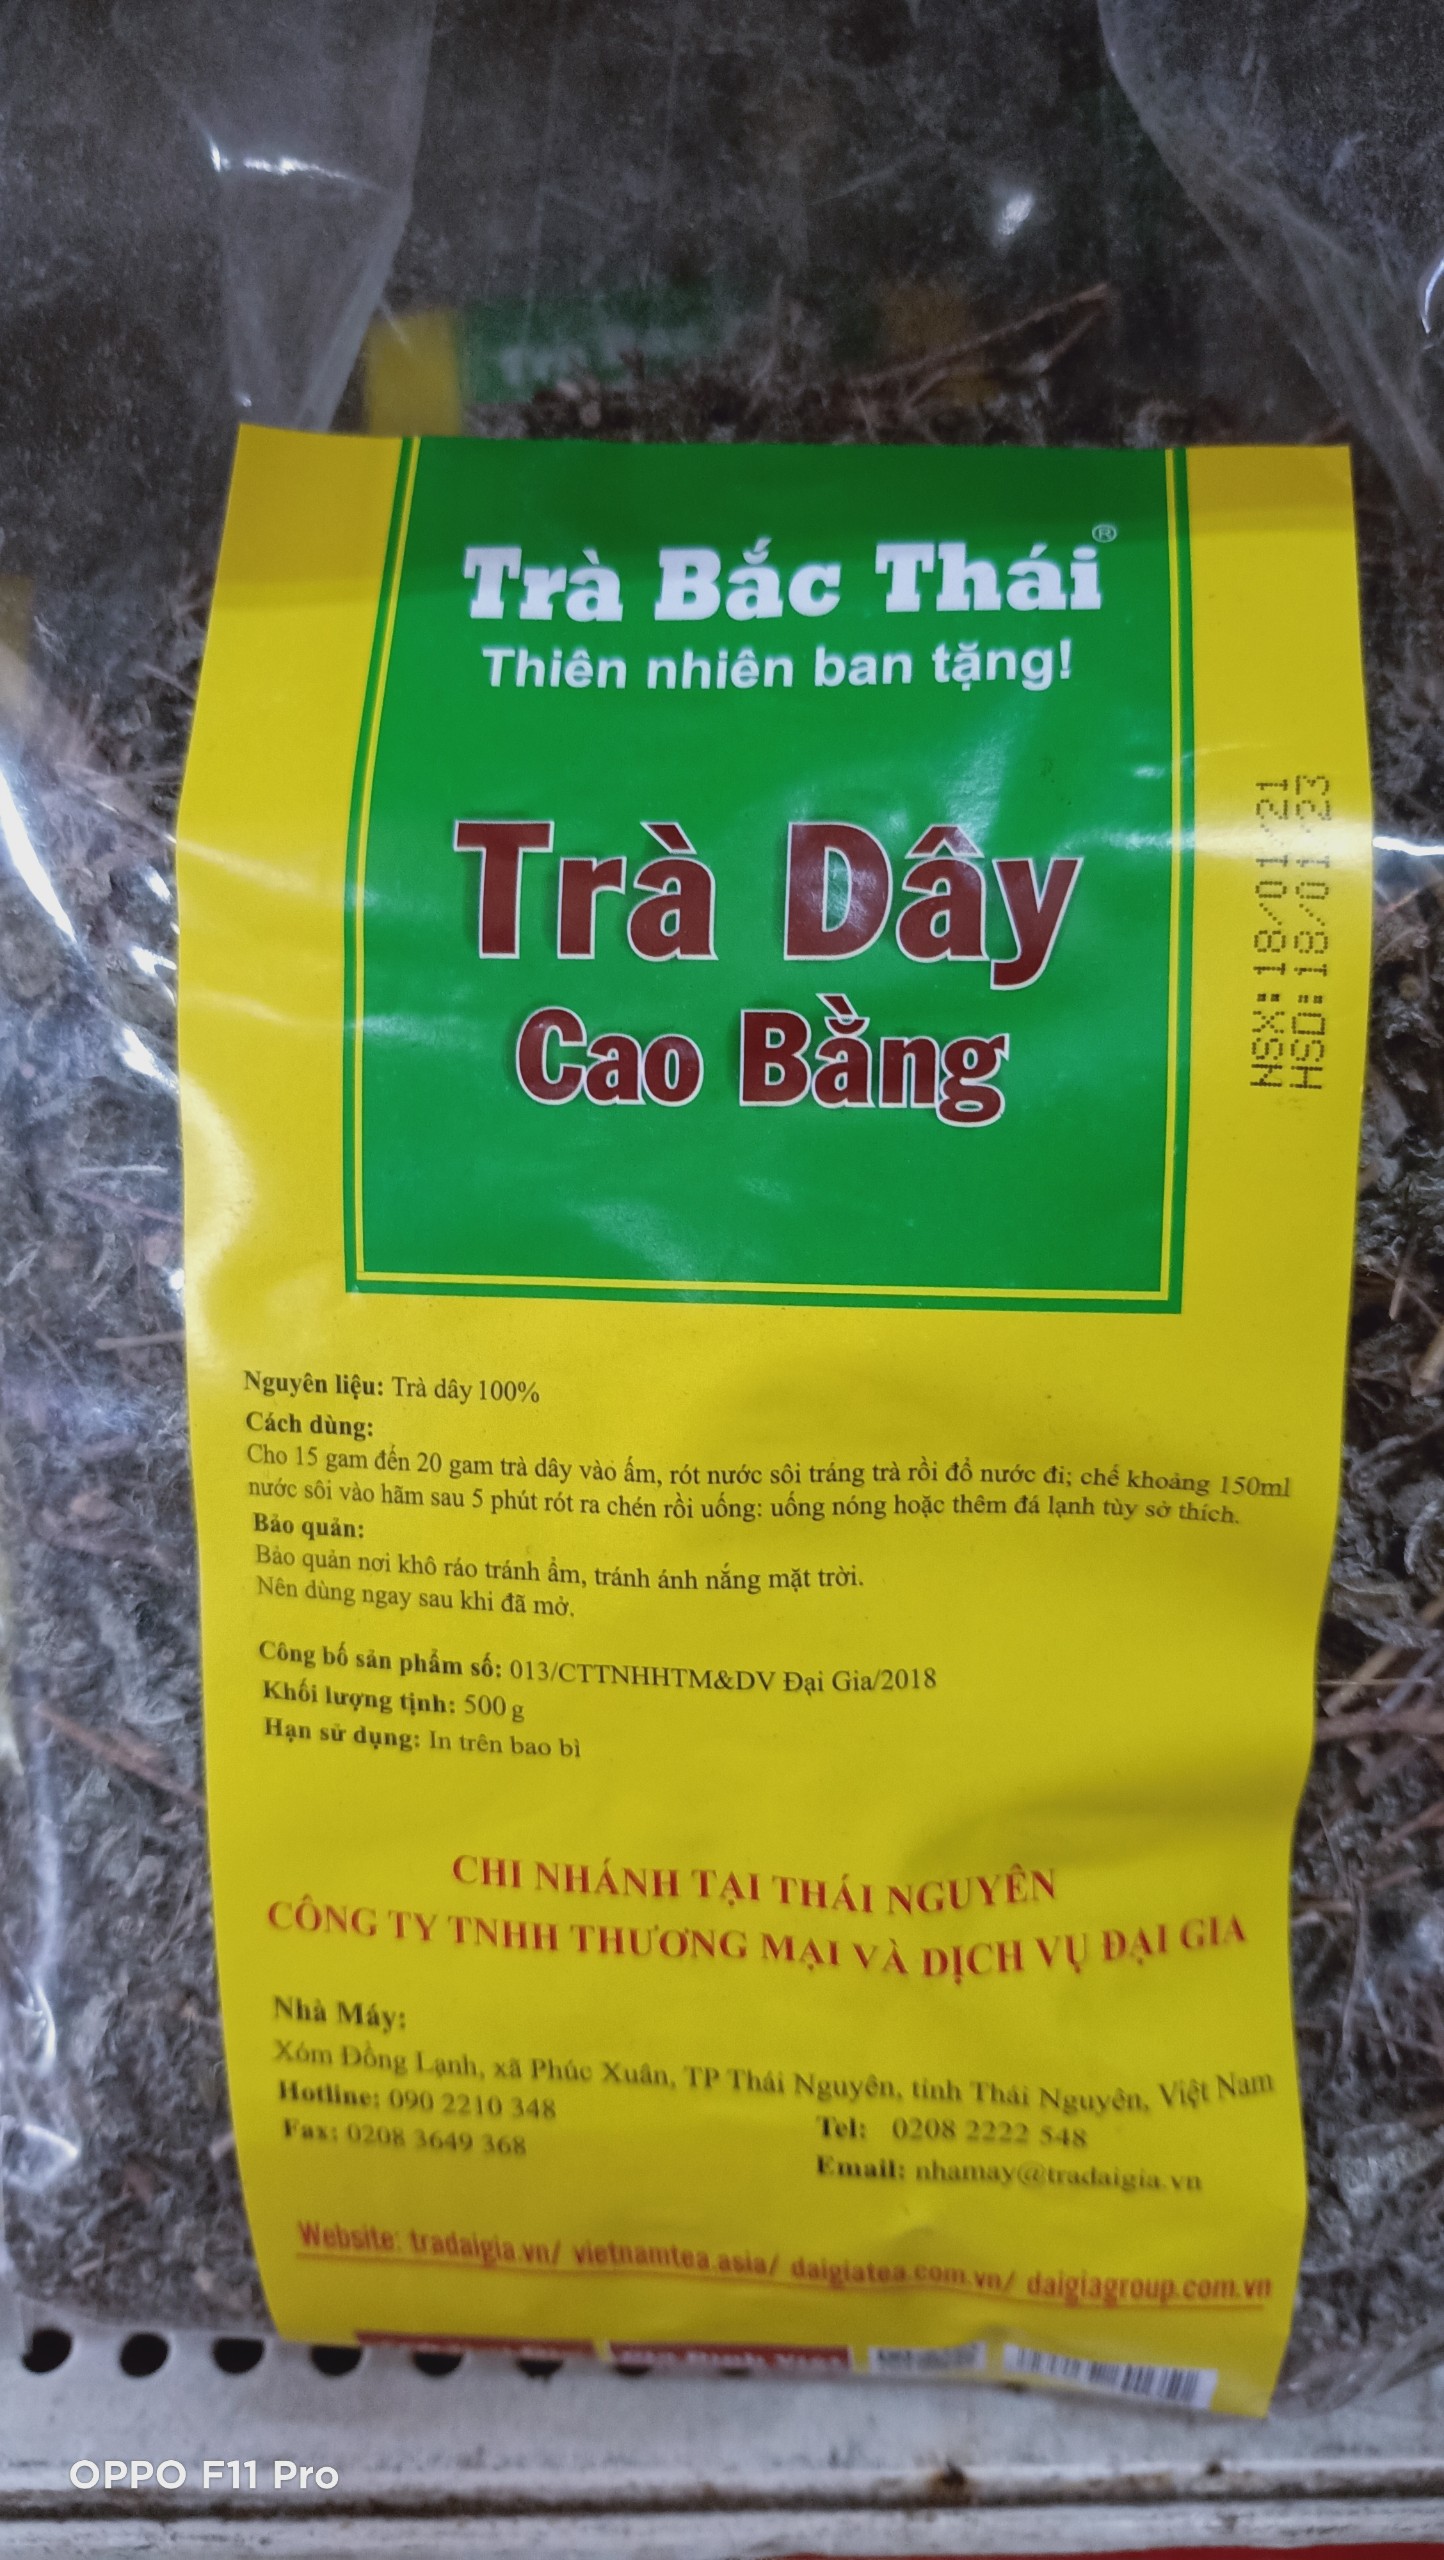 Trà Bắc Thái®
Thiên nhiên ban tặng!
Trà Dây
Cao Bằng
NSX:18/01/21
HSD:18/01/23
Nguyên liệu: Trà dây 100%
Cách dùng:
Cho 15 gam đến 20 gam trà dây vào ấm, rót nước sôi tráng trà rồi đổ nước đi; chế khoảng 150ml
nước sôi vào hãm sau 5 phút rót ra chén rồi uống: uống nóng hoặc thêm đá lạnh tùy sở thích.
Bảo quản:
Bảo quản nơi khô ráo tránh ẩm, tránh ánh nắng mặt trời.
Nên dùng ngay sau khi đã mở.
Công bố sản phẩm số: 013/CTTNHHTM&DV Đại Gia/2018
Khối lượng tịnh: 500 g
Hạn sử dụng: In trên bao bì
CHI NHÁNH TẠI THÁI NGUYÊN
CÔNG TY TNHH THƯƠNG MẠI VÀ DỊCH VỤ ĐẠI GIA
Nhà Máy:
Xóm Đồng Lạnh, xã Phúc Xuân, TP Thái Nguyên, tỉnh Thái Nguyên, Việt Nam
Hotline: 090 2210 348
Tel: 0208 2222 548
Fax: 0208 3649 368
Email: nhamay@tradaigia.vn
Website: tradaigia.vn/ vietnamtea.asia/ daigiatea.com.vn/ daigiagroup.com.vn
OPPO F11 Pro